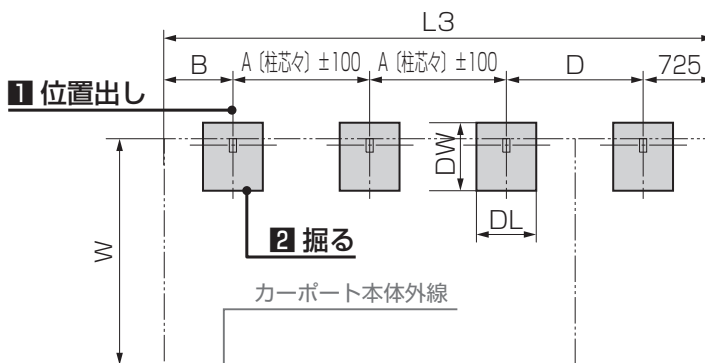 L3
B A〔柱芯々〕±100 A〔柱芯々〕±100 D 725
1 位置出し
DW
DL
2 掘る
W
カーポート本体外線